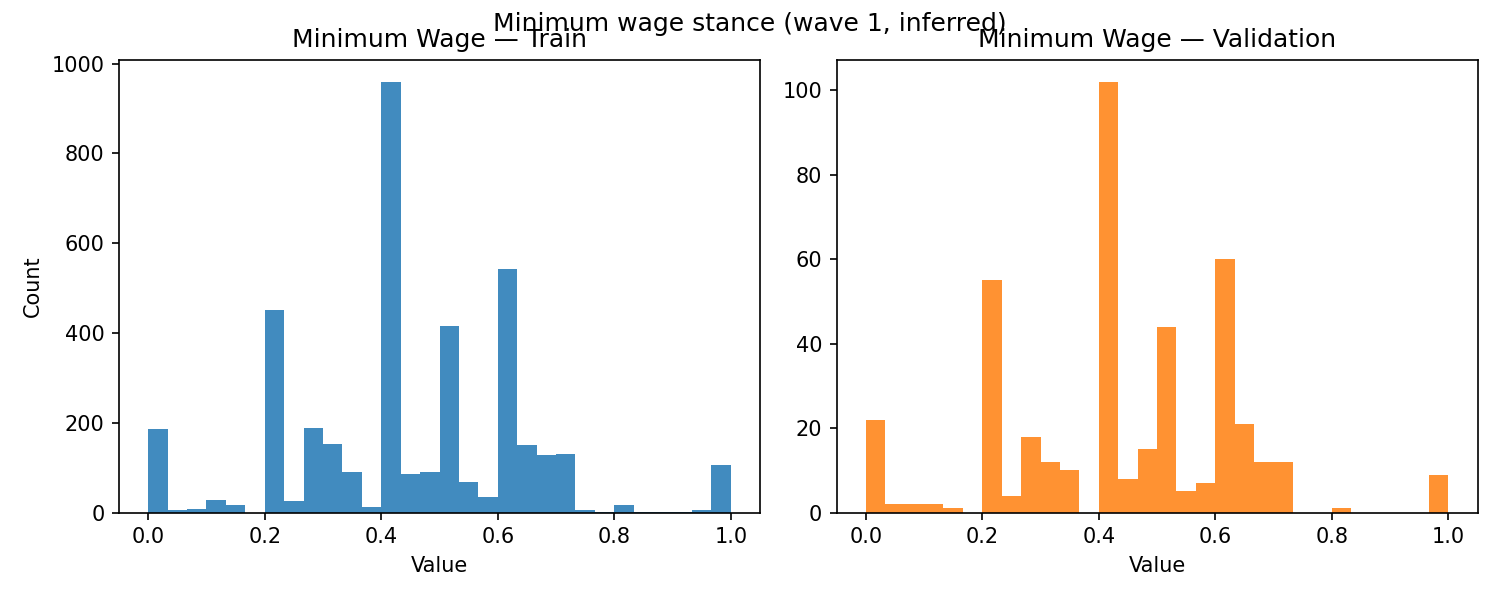 Minimum wage stance (wave 1, inferred)
Minimum Wage — Train
Minimum Wage — Validation
1000
800
600
400
200
0
Count
0.0 0.2 0.4 0.6 0.8 1.0
Value
100
80
60
40
20
0
0.0 0.2 0.4 0.6 0.8 1.0
Value